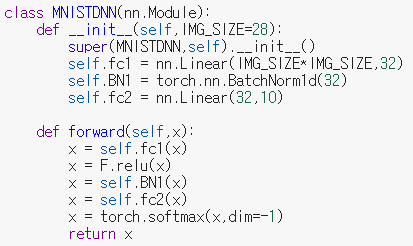 class MNISTDNN(nn.Module):
    def __init__(self,IMG_SIZE=28):
        super(MNISTDNN,self).__init__()
        self.fc1 = nn.Linear(IMG_SIZE*IMG_SIZE,32)
        self.BN1 = torch.nn.BatchNorm1d(32)
        self.fc2 = nn.Linear(32,10)

    def forward(self,x):
        x = self.fc1(x)
        x = F.relu(x)
        x = self.BN1(x)
        x = self.fc2(x)
        x = torch.softmax(x,dim=-1)
        return x